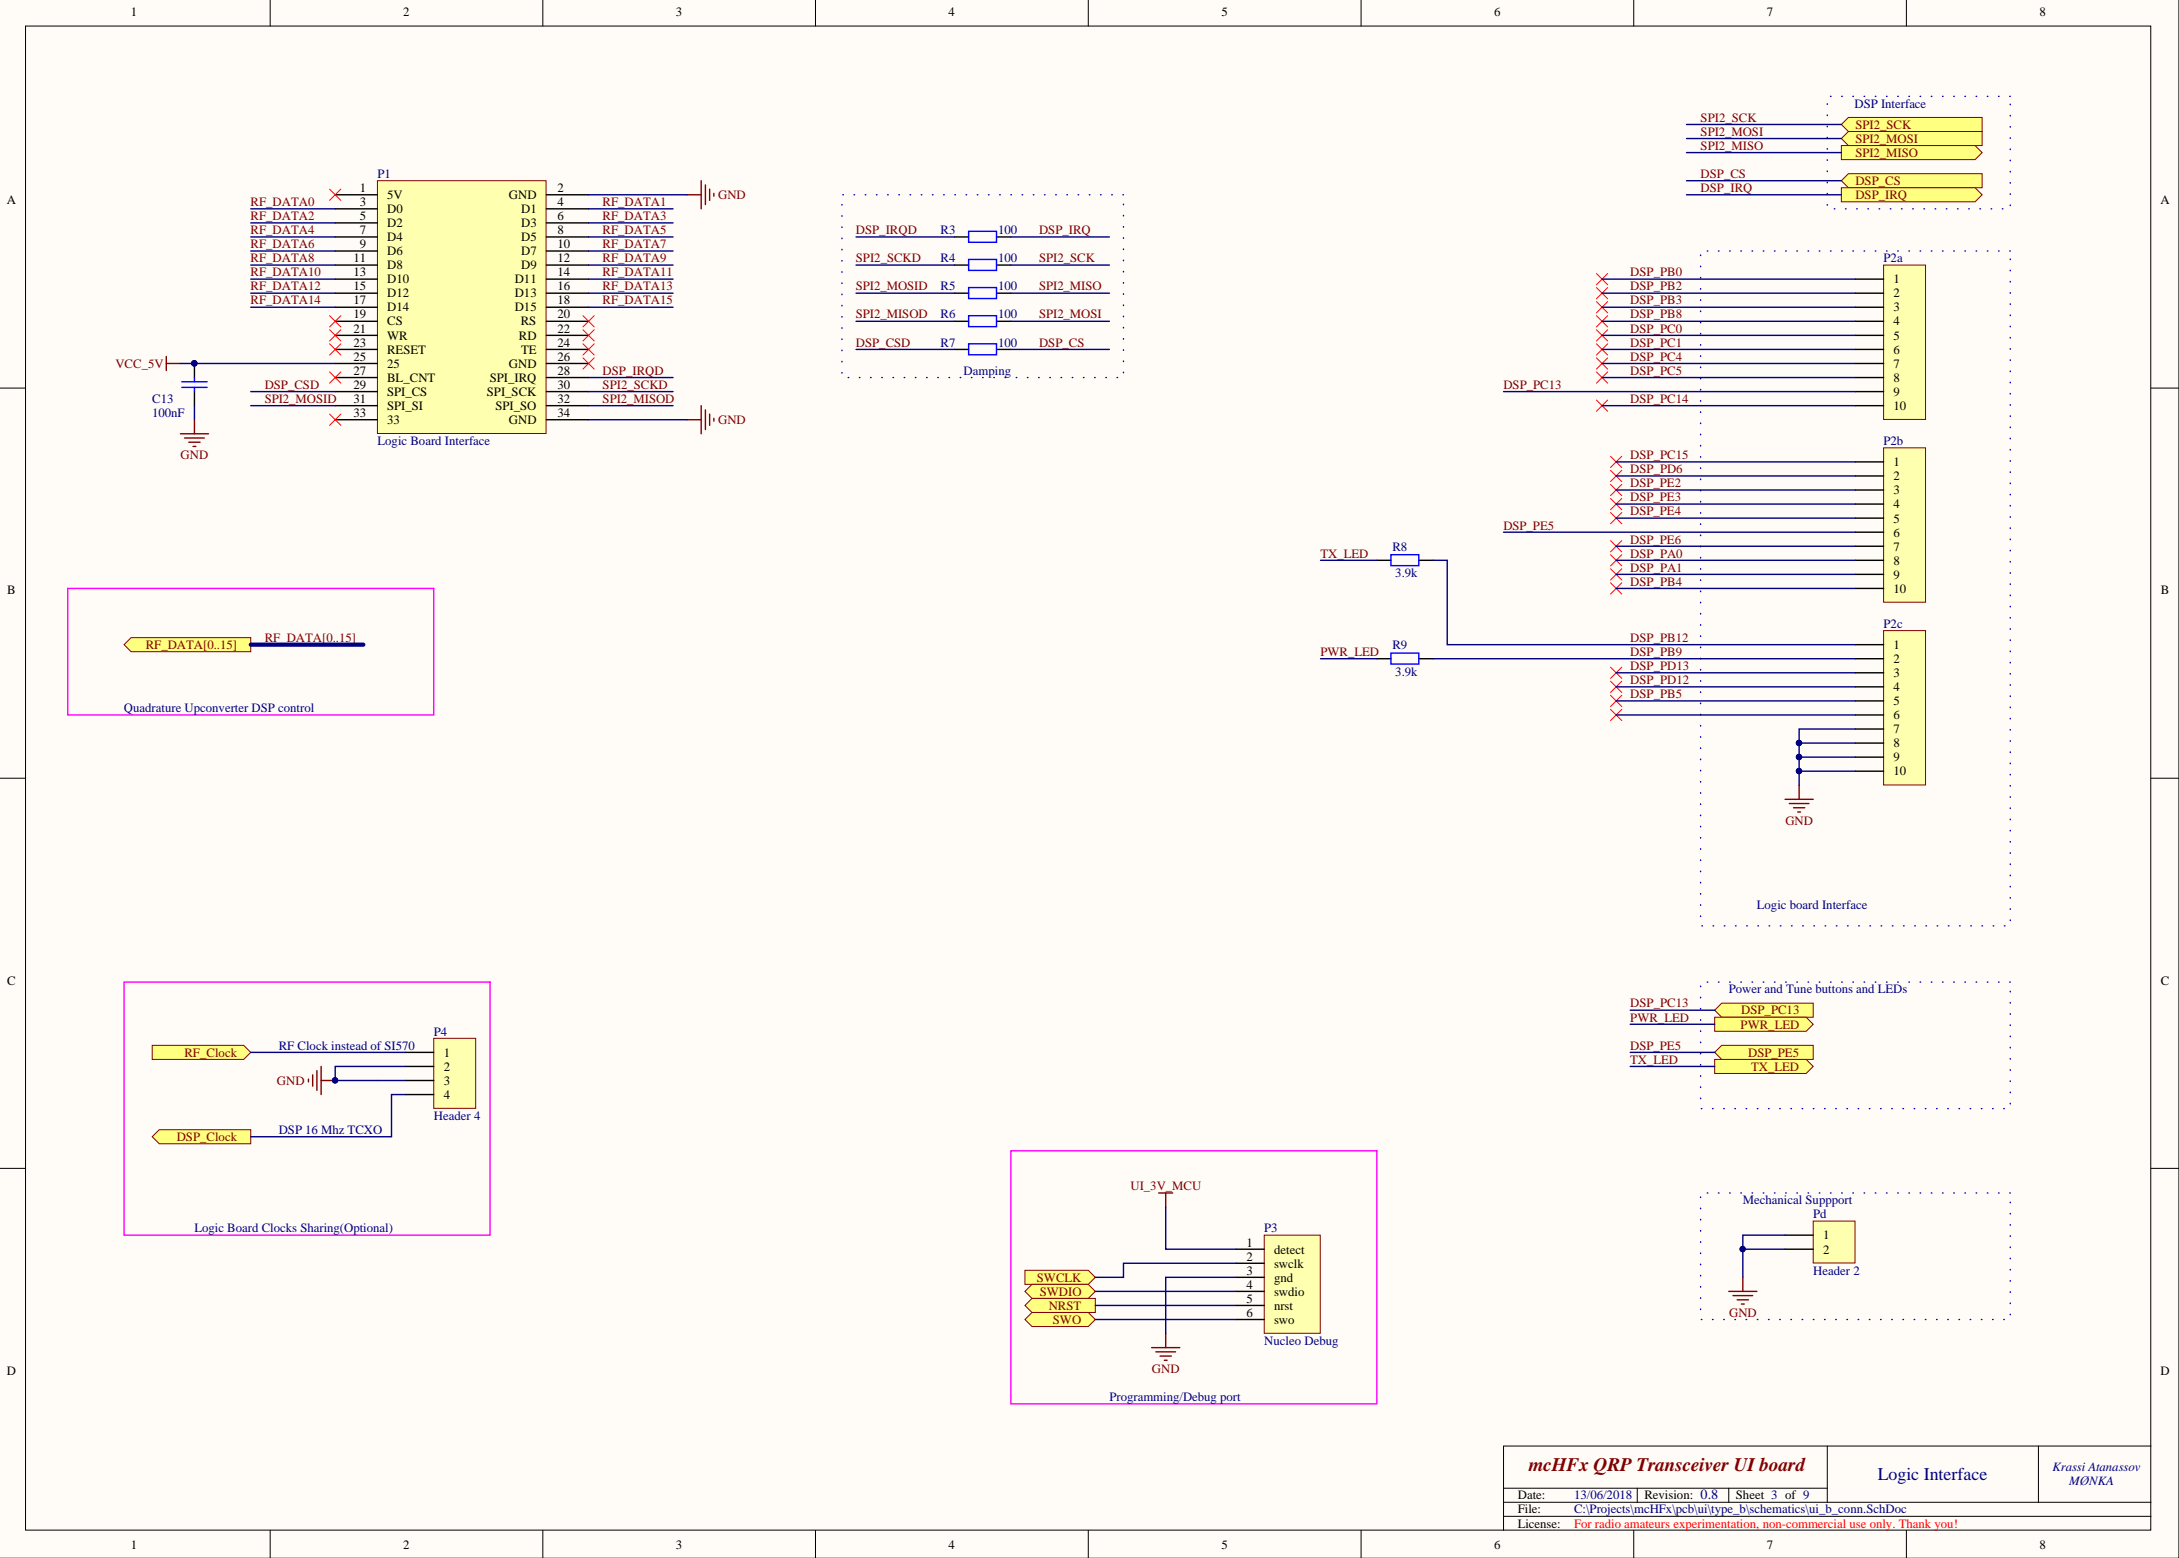 1 2 3 4 5 6 7 8
A A
B B
C C
D D
P1
1 5V GND 2 GND
RF_DATA0 3 D0 D1 4 RF_DATA1
RF_DATA2 5 D2 D3 6 RF_DATA3
RF_DATA4 7 D4 D5 8 RF_DATA5
RF_DATA6 9 D6 D7 10 RF_DATA7
RF_DATA8 11 D8 D9 12 RF_DATA9
RF_DATA10 13 D10 D11 14 RF_DATA11
RF_DATA12 15 D12 D13 16 RF_DATA13
RF_DATA14 17 D14 D15 18 RF_DATA15
19 CS RS 20
21 WR RD 22
23 RESET TE 24
VCC_5V 25 25 GND 26
27 BL_CNT SPI_IRQ 28 DSP_IRQD
DSP_CSD 29 SPI_CS SPI_SCK 30 SPI2_SCKD
SPI2_MOSID 31 SPI_SI SPI_SO 32 SPI2_MISOD
33 33 GND 34 GND
Logic Board Interface
C13
100nF
GND
DSP_IRQD R3 100 DSP_IRQ
SPI2_SCKD R4 100 SPI2_SCK
SPI2_MOSID R5 100 SPI2_MISO
SPI2_MISOD R6 100 SPI2_MOSI
DSP_CSD R7 100 DSP_CS
Damping
DSP Interface
SPI2_SCK SPI2_SCK
SPI2_MOSI SPI2_MOSI
SPI2_MISO SPI2_MISO
DSP_CS DSP_CS
DSP_IRQ DSP_IRQ
P2a
DSP_PB0 1
DSP_PB2 2
DSP_PB3 3
DSP_PB8 4
DSP_PC0 5
DSP_PC1 6
DSP_PC4 7
DSP_PC5 8
DSP_PC13 9
DSP_PC14 10
P2b
DSP_PC15 1
DSP_PD6 2
DSP_PE2 3
DSP_PE3 4
DSP_PE4 5
DSP_PE5 6
DSP_PE6 7
DSP_PA0 8
DSP_PA1 9
DSP_PB4 10
TX_LED R8
3.9k
PWR_LED R9
3.9k
P2c
DSP_PB12 1
DSP_PB9 2
DSP_PD13 3
DSP_PD12 4
DSP_PB5 5
6
7
8
9
10
GND
Logic board Interface
RF_DATA[0..15] RF_DATA[0..15]
Quadrature Upconverter DSP control
P4
RF_Clock RF Clock instead of SI570 1
2
GND 3
4
Header 4
DSP_Clock DSP 16 Mhz TCXO
Logic Board Clocks Sharing(Optional)
Power and Tune buttons and LEDs
DSP_PC13 DSP_PC13
PWR_LED PWR_LED
DSP_PE5 DSP_PE5
TX_LED TX_LED
UI_3V_MCU
P3
1 detect
2 swclk
SWCLK 3 gnd
SWDIO 4 swdio
NRST 5 nrst
SWO 6 swo
Nucleo Debug
GND
Programming/Debug port
Mechanical Suppport
Pd
1
2
Header 2
GND
mcHFx QRP Transceiver UI board
Logic Interface
Krassi Atanassov
MØNKA
Date: 13/06/2018 Revision: 0.8 Sheet 3 of 9
File: C:\Projects\mcHFx\pcb\ui\type_b\schematics\ui_b_conn.SchDoc
License: For radio amateurs experimentation, non-commercial use only. Thank you!
1 2 3 4 5 6 7 8